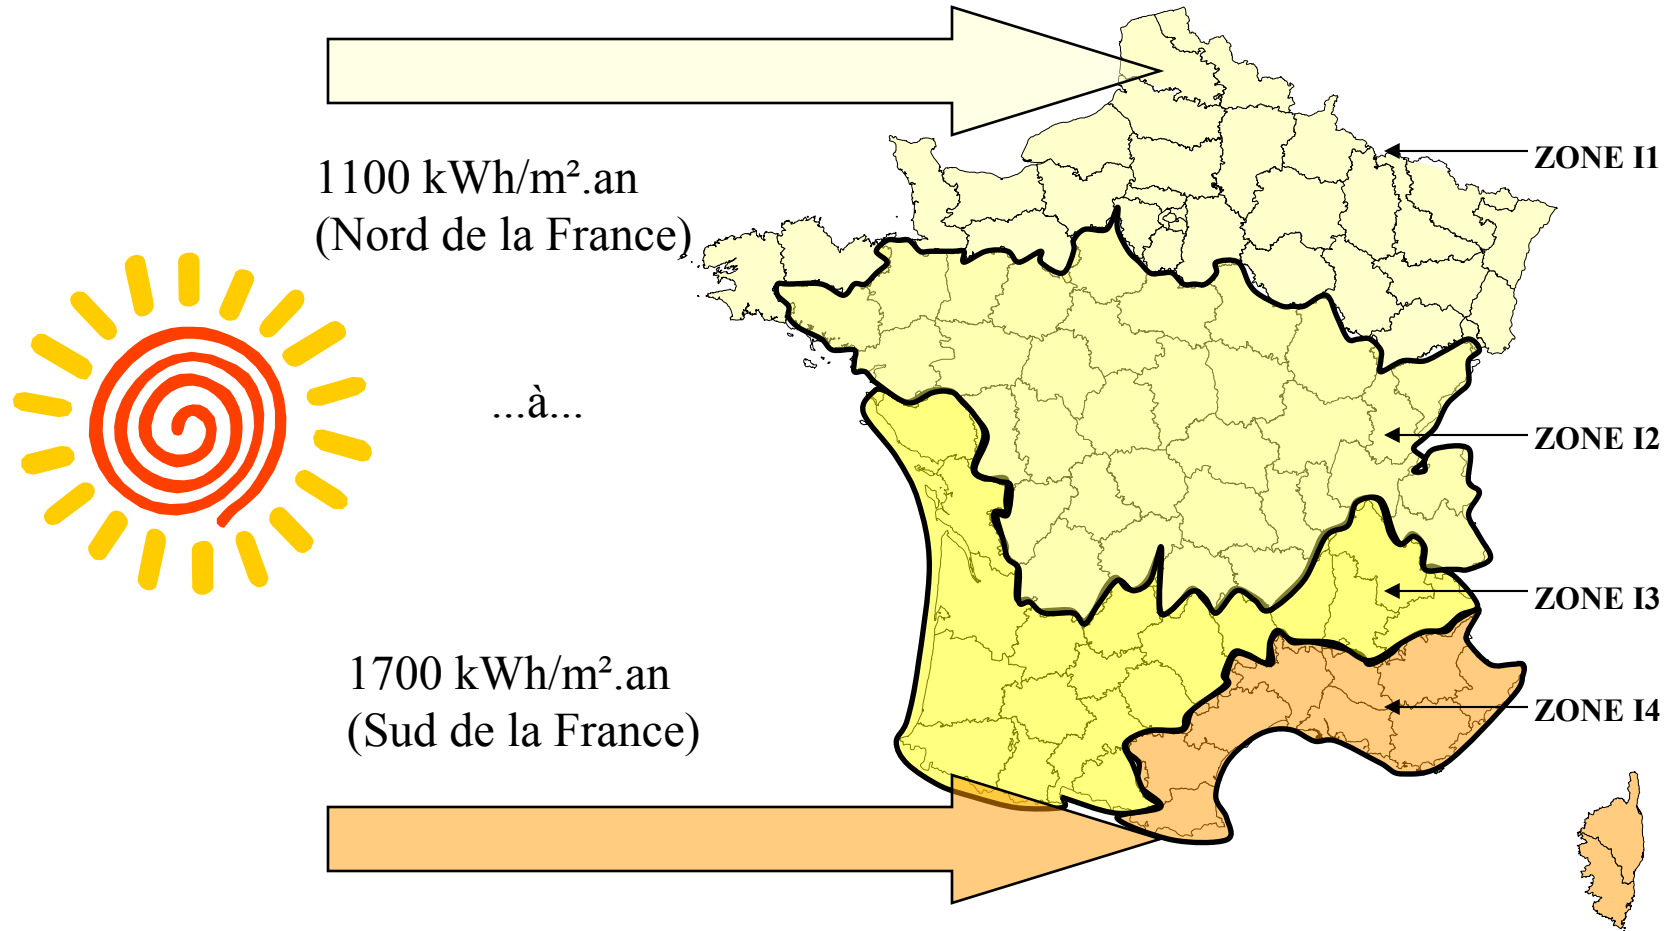 1100 kWh/m².an
(Nord de la France)
...à...
1700 kWh/m².an
(Sud de la France)
ZONE I1
ZONE I2
ZONE I3
ZONE I4